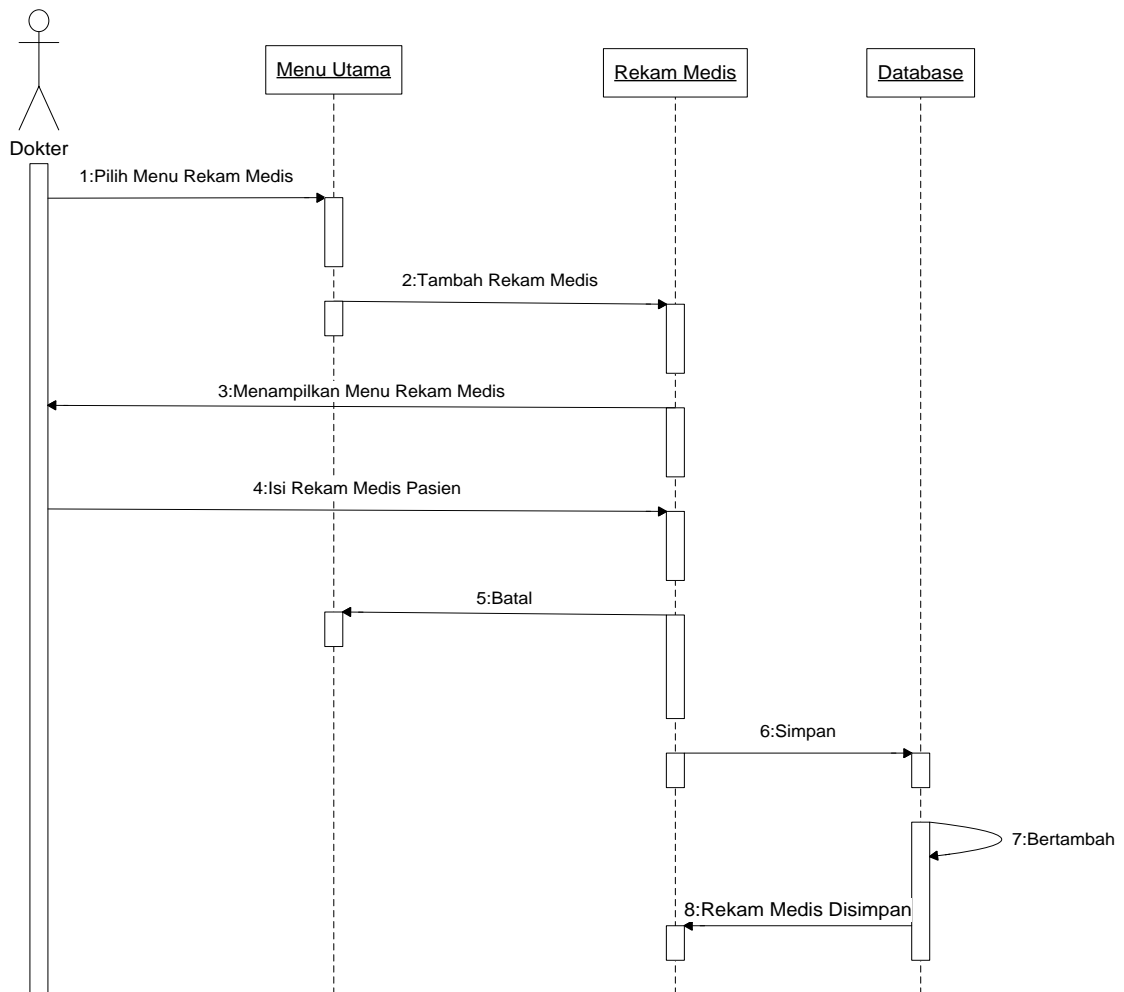 Menu Utama
Rekam Medis
Database
Dokter
1:Pilih Menu Rekam Medis
2:Tambah Rekam Medis
3:Menampilkan Menu Rekam Medis
4:Isi Rekam Medis Pasien
5:Batal
6:Simpan
7:Bertambah
8:Rekam Medis Disimpan